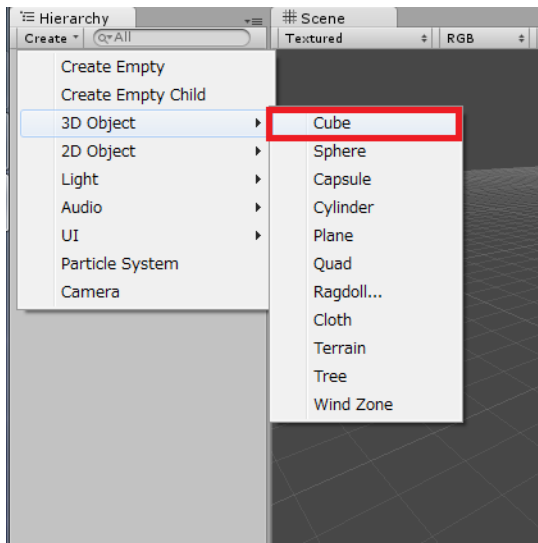 Hierarchy
# Scene
Create
All
Textured
RGB
Create Empty
Create Empty Child
3D Object
2D Object
Light
Audio
UI
Particle System
Camera
Cube
Sphere
Capsule
Cylinder
Plane
Quad
Ragdoll...
Cloth
Terrain
Tree
Wind Zone